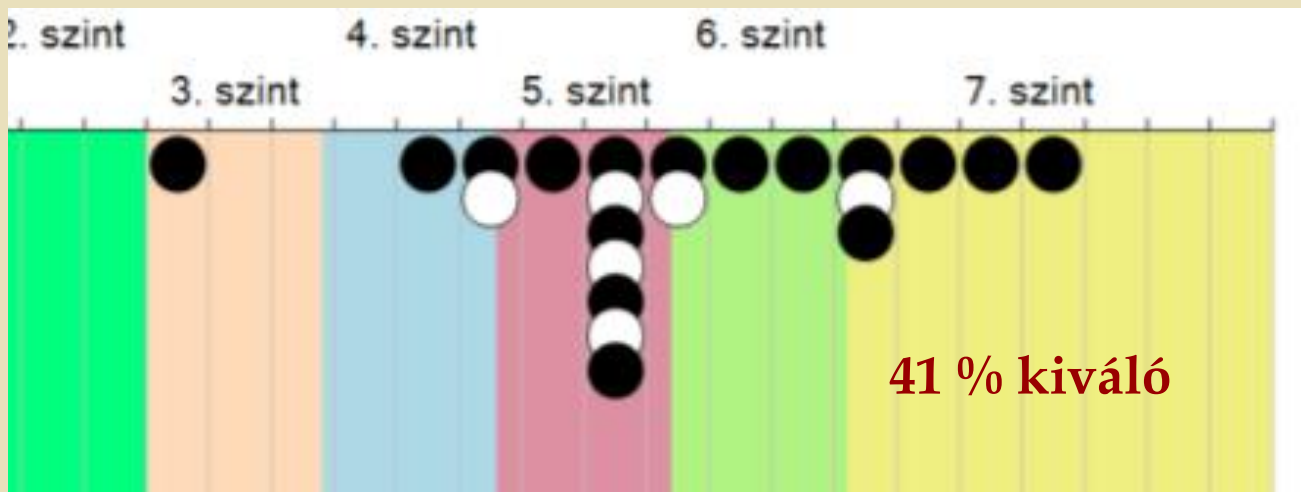 2. szint
4. szint
6. szint
3. szint
5. szint
7. szint
41 % kiváló